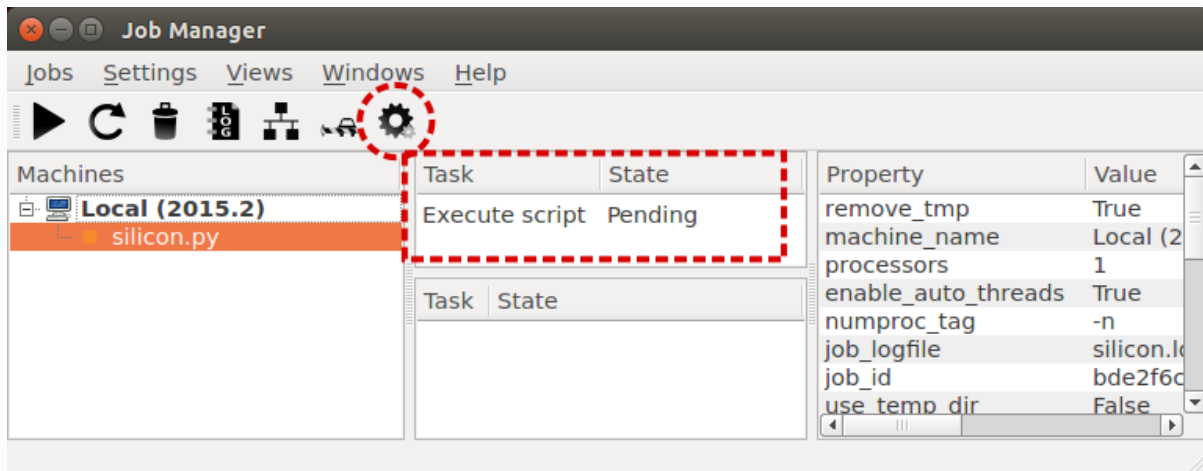 Job Manager
Jobs Settings Views Windows Help
LOG
Machines
Local (2015.2)
silicon.py
Task State
Execute script Pending
Task State
Property Value
remove_tmp True
machine_name Local (2
processors 1
enable_auto_threads True
numproc_tag -n
job_logfile silicon.lo
job_id bde2f6c
use_temp_dir False